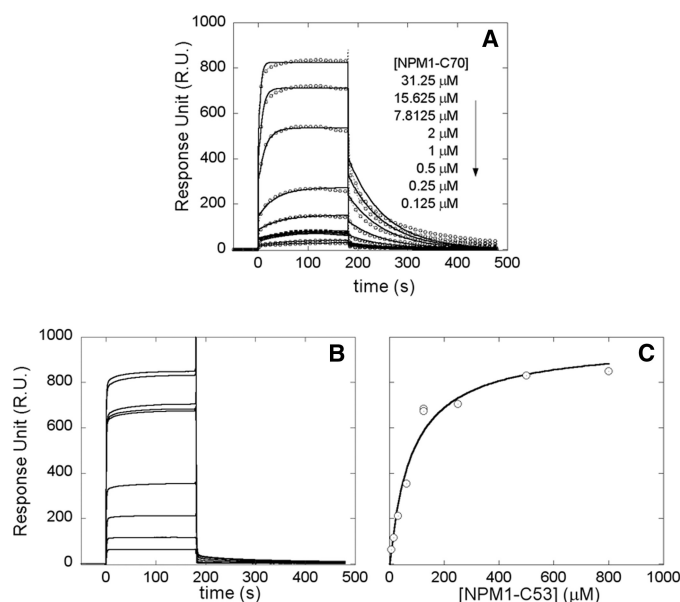 1000
800
600
400
200
0
Response Unit (R.U.)
A
[NPM1-C70]
31.25 μM
15.625 μM
7.8125 μM
2 μM
1 μM
0.5 μM
0.25 μM
0.125 μM
0 100 200 300 400 500
time (s)
1000
800
600
400
200
0
Response Unit (R.U.)
B
0 100 200 300 400 500
time (s)
C
0 200 400 600 800 1000
[NPM1-C53] (μM)